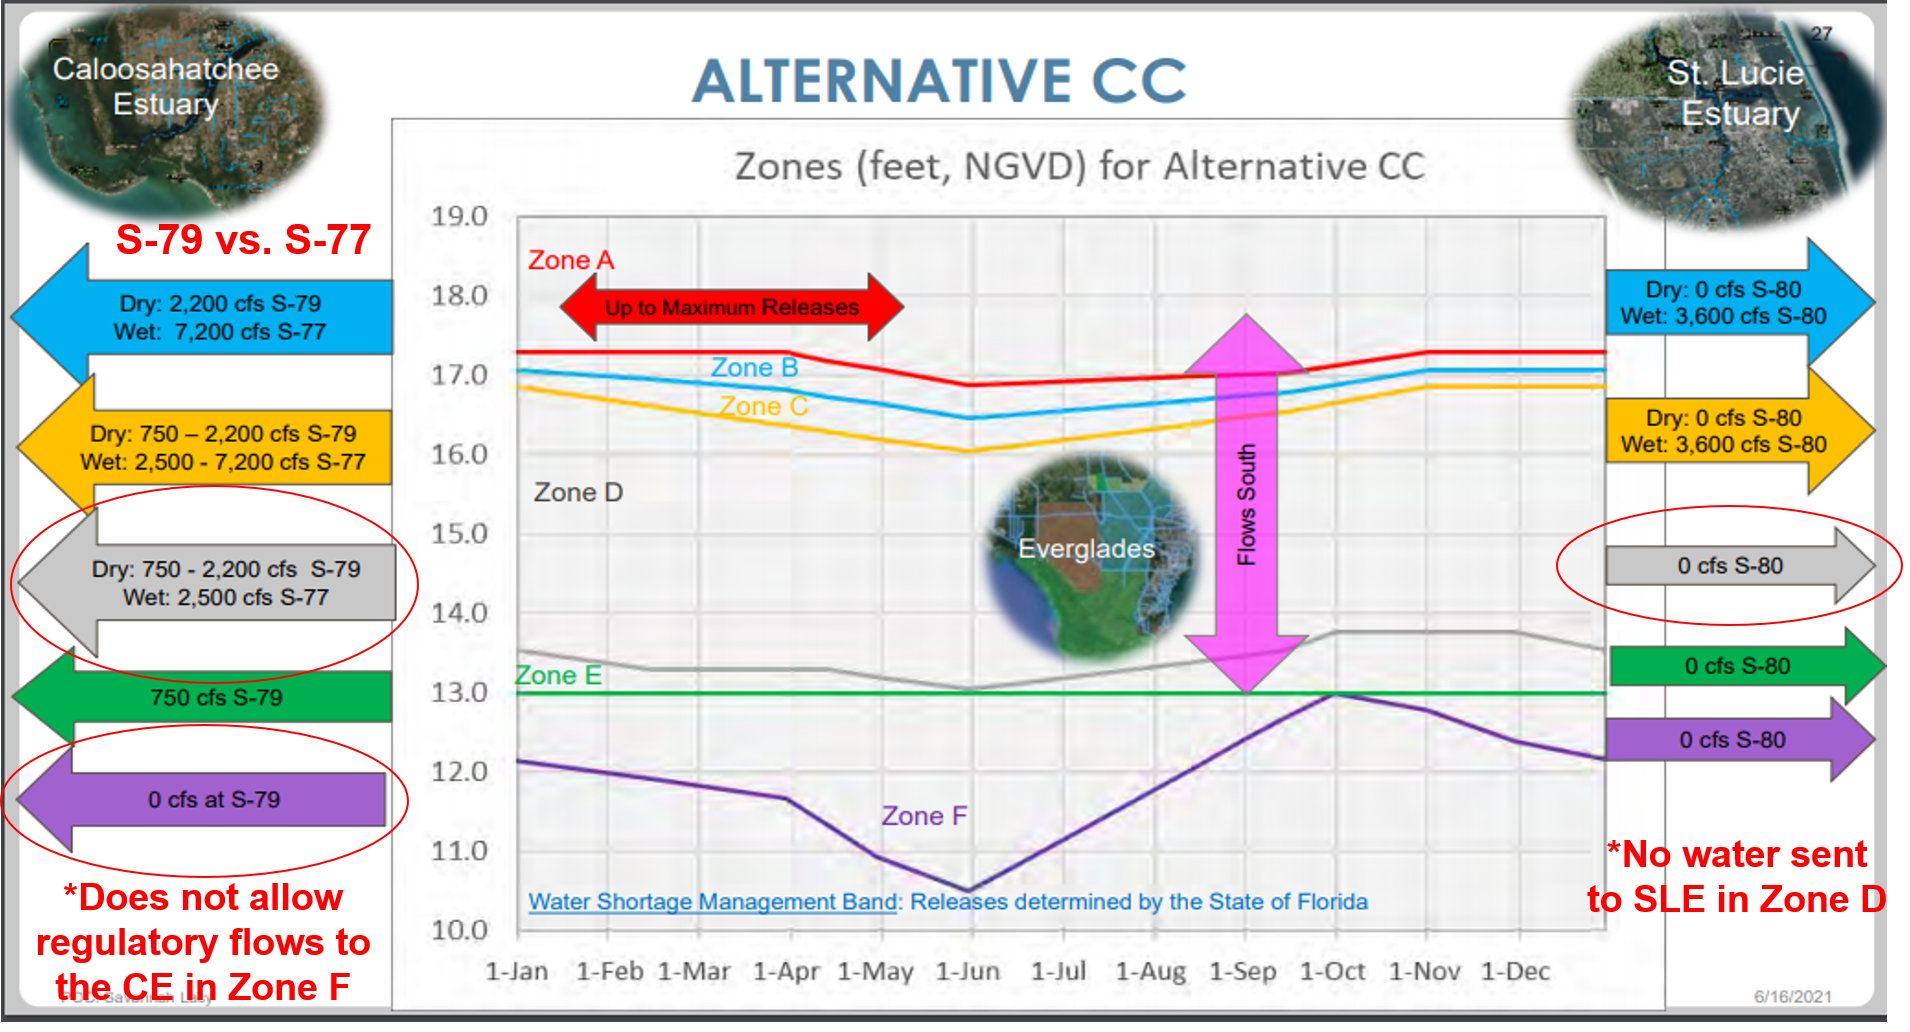 27
Caloosahatchee
Estuary
ALTERNATIVE CC
St. Lucie
Estuary
Zones (feet, NGVD) for Alternative CC
S-79 vs. S-77
Dry: 2,200 cfs S-79
Wet:  7,200 cfs S-77
Dry: 750 – 2,200 cfs S-79
Wet: 2,500 - 7,200 cfs S-77
Dry: 750 - 2,200 cfs  S-79
Wet: 2,500 cfs S-77
750 cfs S-79
0 cfs at S-79
*Does not allow
regulatory flows to
the CE in Zone F
POC: Savannah Lacy
19.0
18.0
17.0
16.0
15.0
14.0
13.0
12.0
11.0
10.0
Zone A
Up to Maximum Releases
Zone B
Zone C
Zone D
Everglades
Flows South
Zone E
Zone F
Water Shortage Management Band: Releases determined by the State of Florida
1-Jan 1-Feb 1-Mar 1-Apr 1-May 1-Jun 1-Jul 1-Aug 1-Sep 1-Oct 1-Nov 1-Dec
Dry: 0 cfs S-80
Wet: 3,600 cfs S-80
Dry: 0 cfs S-80
Wet: 3,600 cfs S-80
0 cfs S-80
0 cfs S-80
0 cfs S-80
*No water sent
to SLE in Zone D
6/16/2021